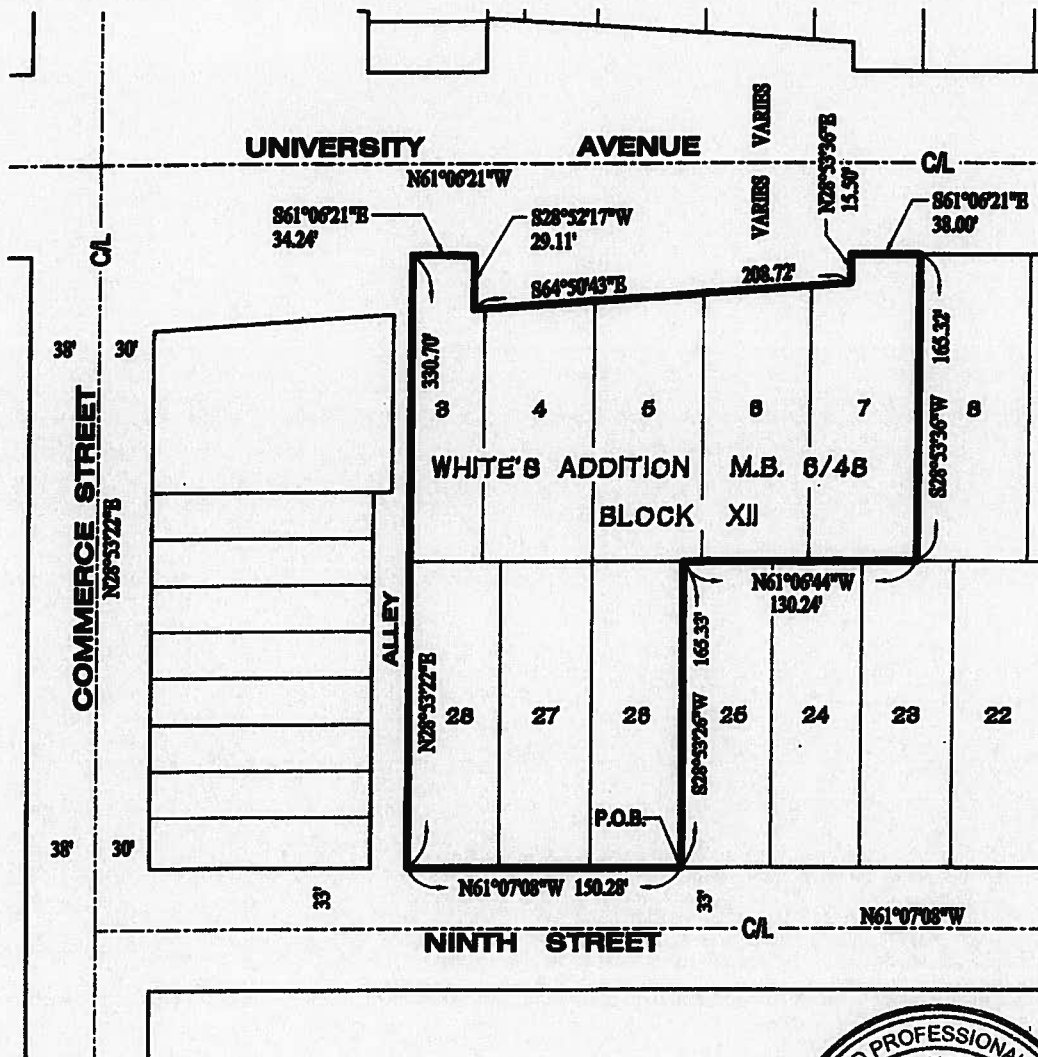 UNIVERSITY AVENUE
C/L
N61°06'21"W
VARIES
VARIES
N28°53'36"E
15.50'
S61°06'21"E
34.24'
S28°52'17"W
29.11'
S61°06'21"E
38.00'
S64°50'43"E
208.72'
C/L
38'
30'
COMMERCE STREET
N28°53'22"E
330.70'
165.32'
S28°53'36"W
3
4
5
6
7
8
WHITE'S ADDITION M.B. 6/48
BLOCK XII
N61°06'44"W
130.24'
ALLEY
N28°53'22"E
165.33'
S28°53'26"W
28
27
26
25
24
23
22
P.O.B.
38'
30'
33'
N61°07'08"W 150.28'
33'
N61°07'08"W
C/L
NINTH STREET
PROFESSIONAL